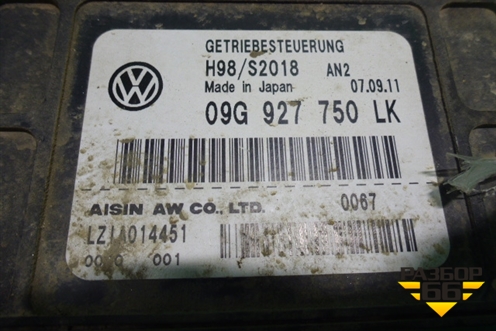 GETRIEBESTEUERUNG
H98/S2018 AN2
Made in Japan 07.09.11
09G 927 750 LK
AISIN AW CO., LTD. 0067
001
РАЗБОР
66